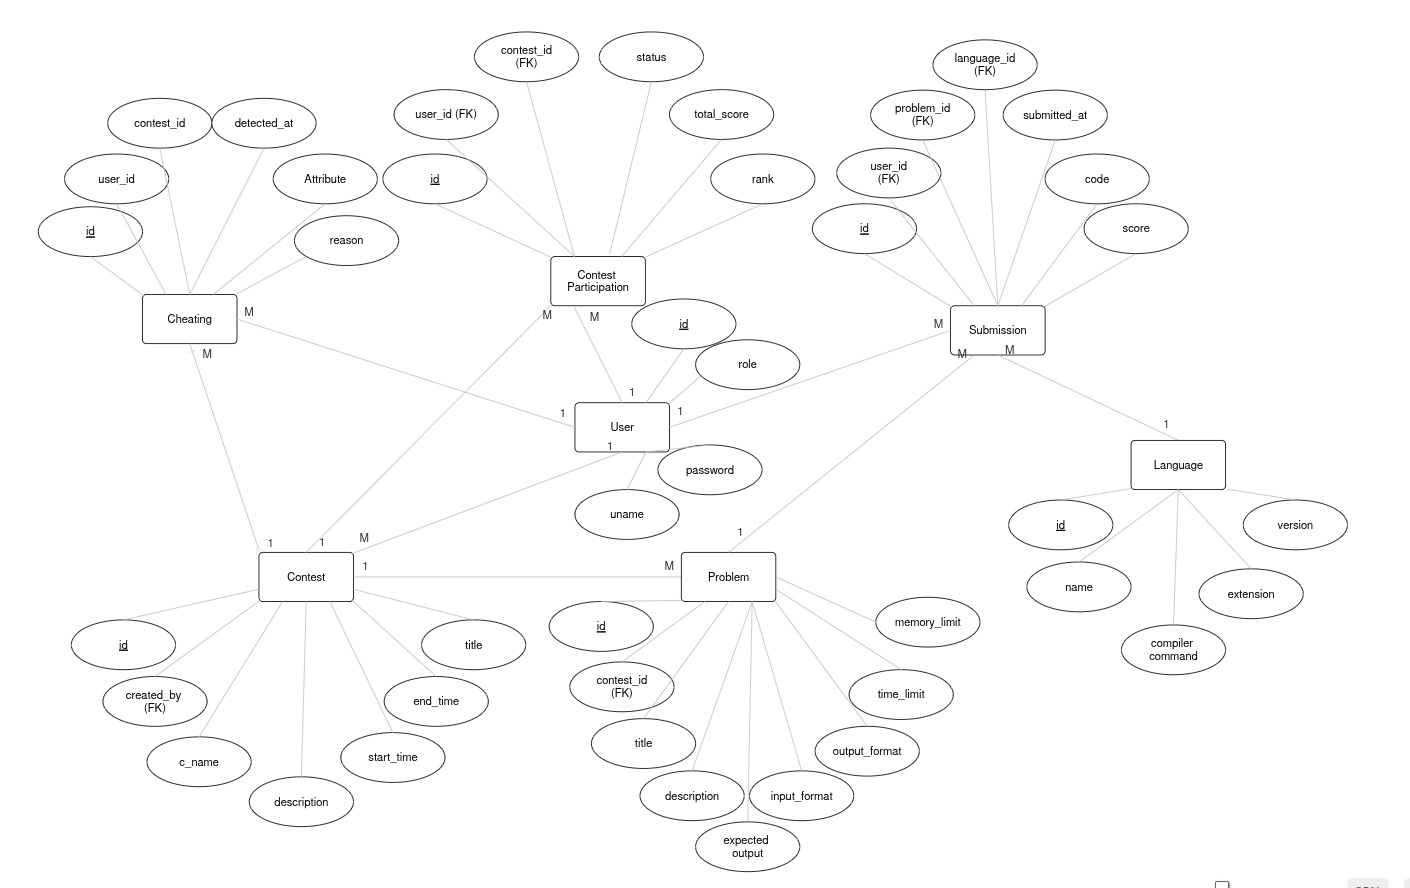 contest_id
(FK)
status
language_id
(FK)
user_id (FK)
total_score
problem_id
(FK)
submitted_at
contest_id
detected_at
user_id
Attribute
id
rank
user_id
(FK)
code
id
reason
id
score
Contest
Participation
Cheating
M
M
M
id
M
Submission
M
M
M
role
1
1
1
User
1
1
Language
password
uname
id
version
M
1
1
1
1
M
Contest
Problem
name
extension
id
title
id
memory_limit
compiler
command
created_by
(FK)
end_time
contest_id
(FK)
time_limit
c_name
start_time
title
output_format
description
description
input_format
expected
output